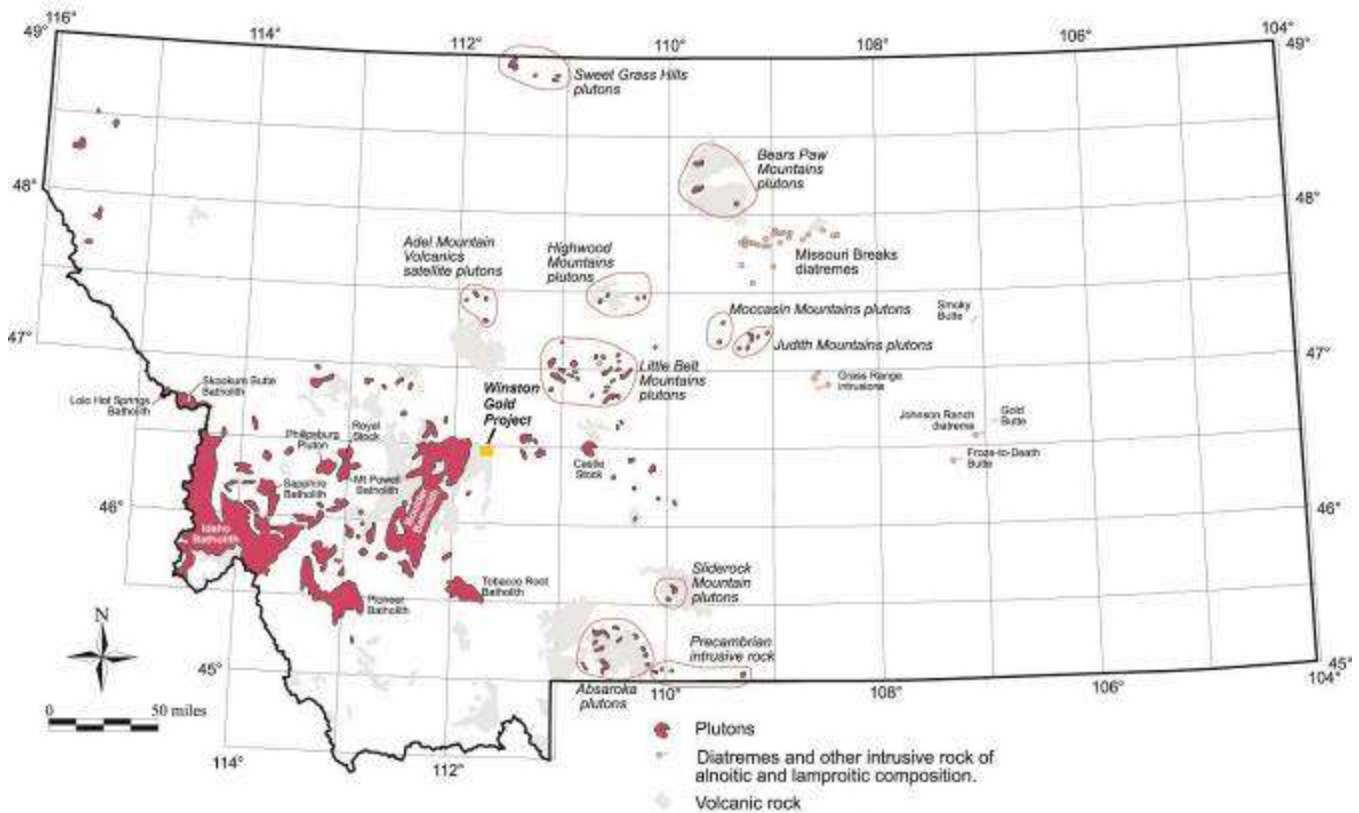 116°
114°
112°
110°
108°
106°
104°
49°
49°
Sweet Grass Hills
plutons
Bears Paw
Mountains
plutons
48°
48°
Adel Mountain
Volcanics
satellite plutons
Highwood
Mountains
plutons
Missouri Breaks
diatremes
Moccasin Mountains plutons
Smoky
Butte
Judith Mountains plutons
47°
47°
Little Belt
Mountains
plutons
Grass Range
intrusions
Skookum Butte
Batholith
Lolo Hot Springs
Batholith
Winston
Gold
Project
Johnson Ranch
diatreme
Gold
Butte
Philipsburg
Pluton
Royal
Stock
Castle
Stock
Froze-to-Death
Butte
Sapphire
Batholith
Mt Powell
Batholith
Boulder
Batholith
46°
46°
Idaho
Batholith
Sliderock
Mountain
plutons
Tobacco Root
Batholith
Pioneer
Batholith
N
Precambrian
intrusive rock
45°
45°
104°
Absaroka
plutons
110°
108°
106°
0
50 miles
114°
112°
Plutons
Diatremes and other intrusive rock of
alnoitic and lamproitic composition.
Volcanic rock